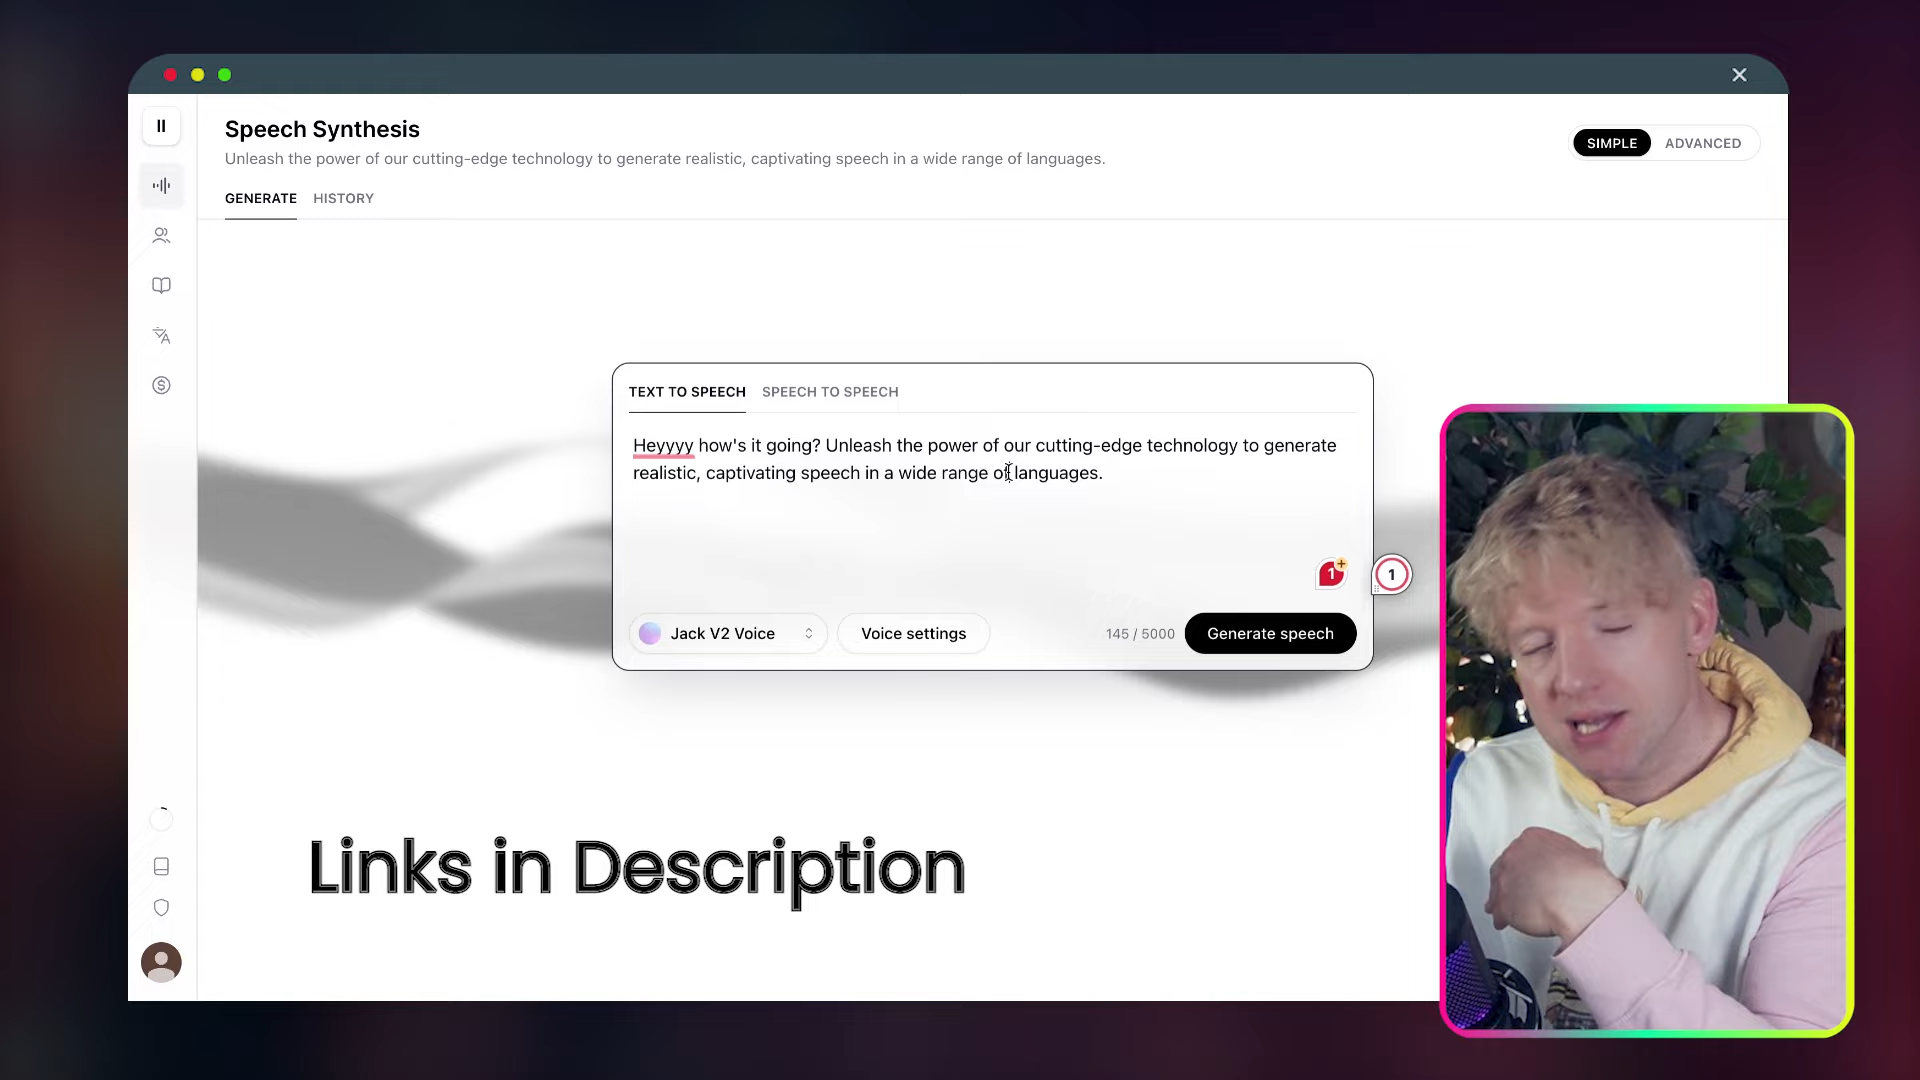 Speech Synthesis
Unleash the power of our cutting-edge technology to generate realistic, captivating speech in a wide range of languages.
SIMPLE ADVANCED
GENERATE HISTORY
TEXT TO SPEECH SPEECH TO SPEECH
Heyyyy how's it going? Unleash the power of our cutting-edge technology to generate
realistic, captivating speech in a wide range of languages.
1 1
Jack V2 Voice Voice settings 145 / 5000 Generate speech
Links in Description